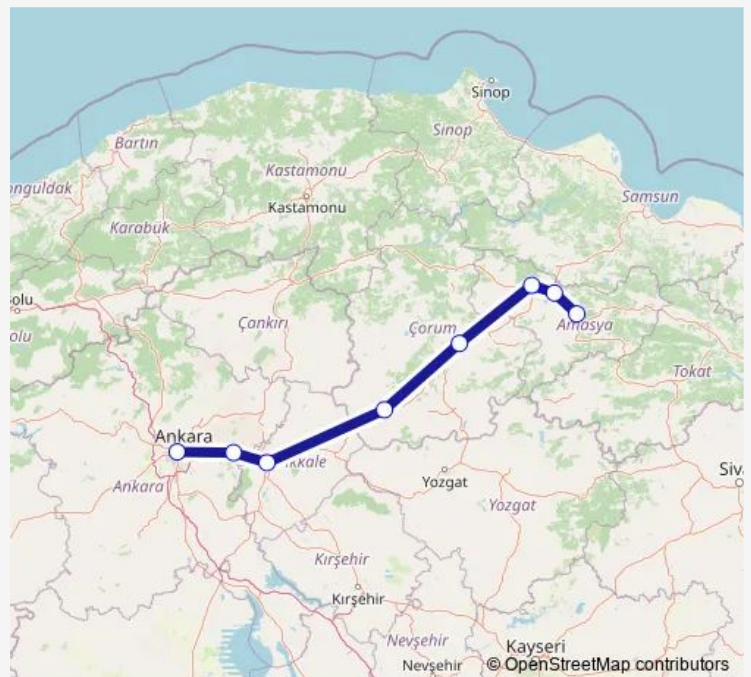 Sinop
Sinop
Bartın
Kastamonu
Kastamonu
nguldak
Samsun
Karabük
olu
olu
Çankırı
Çorum
Amasya
Tokat
Ankara
Ankara
kkale
Yozgat
Yozgat
Siv
Kırşehir
Kırşehir
Nevşehir
Nevşehir
Kayseri
© OpenStreetMap contributors